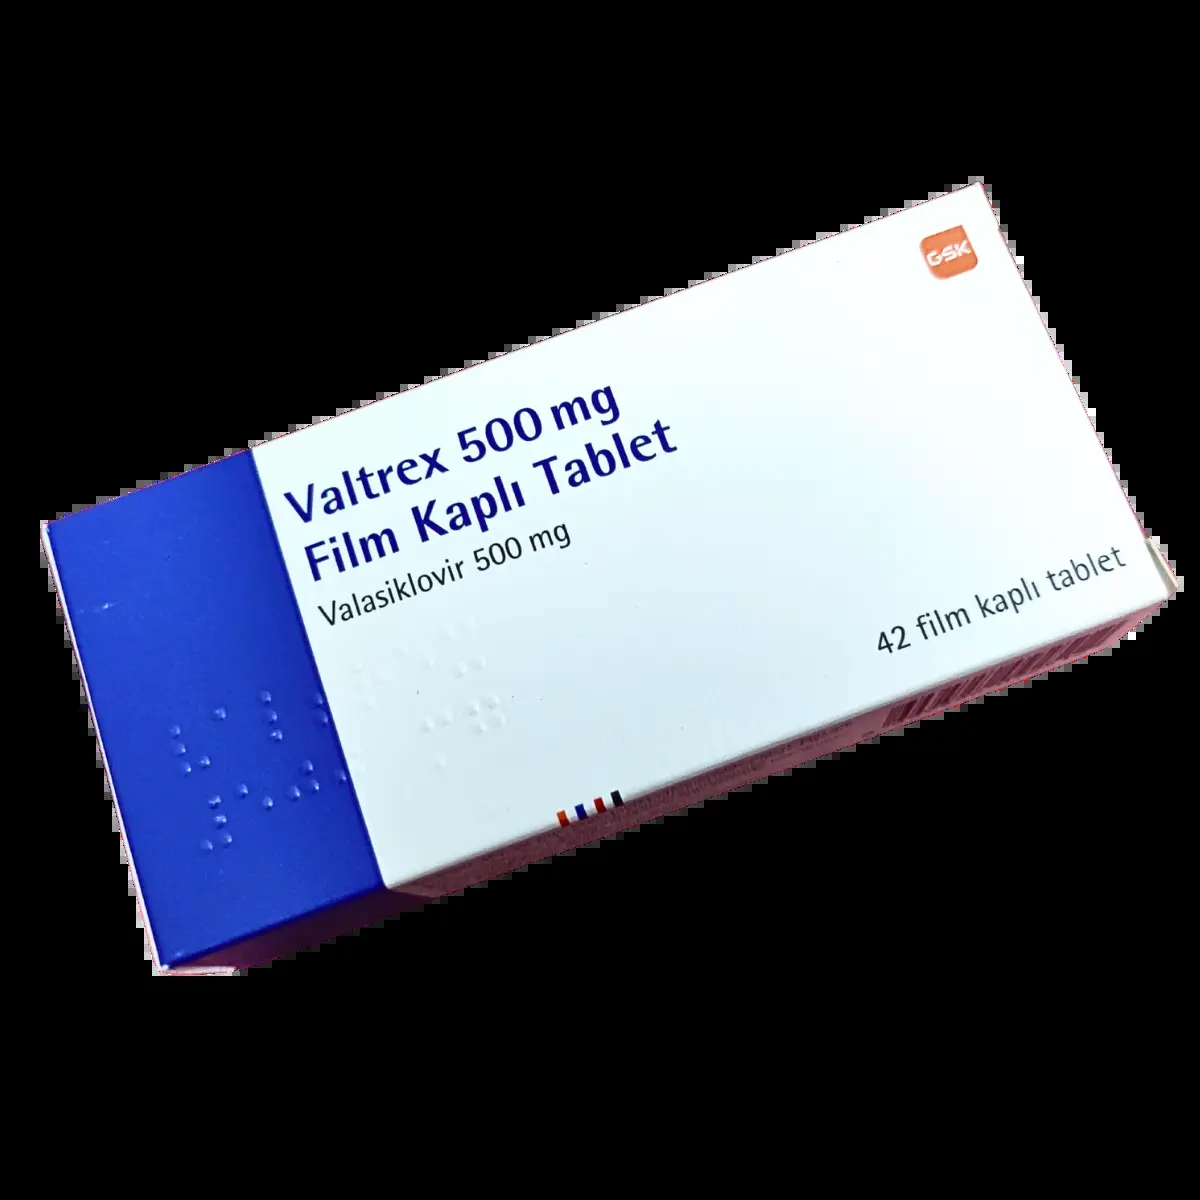 GSK
Valtrex 500 mg
Film Kaplı Tablet
Valasiklovir 500 mg
42 film kaplı tablet